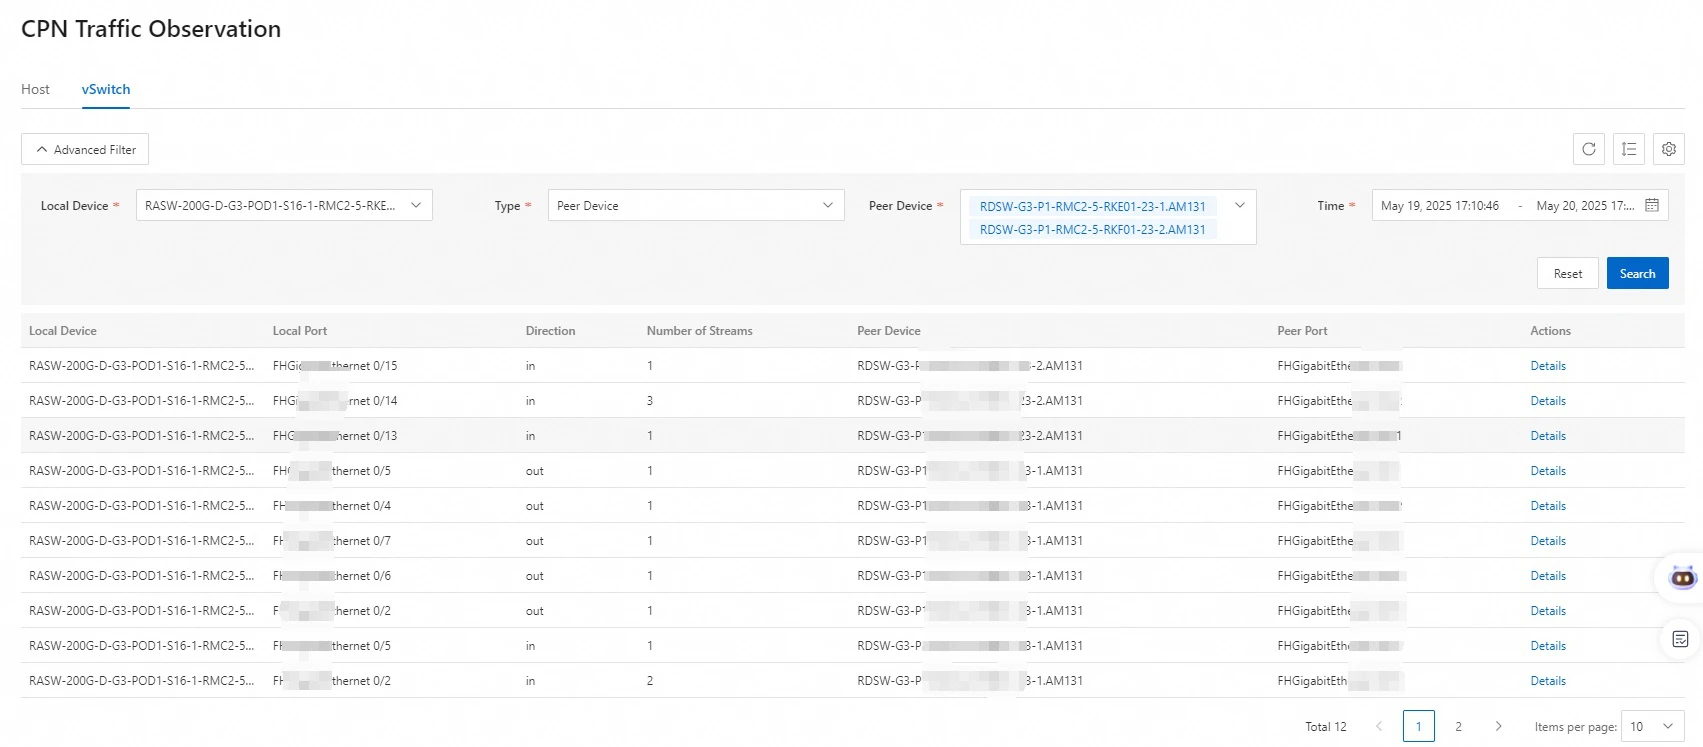 CPN Traffic Observation
Host vSwitch
Advanced Filter
Local Device * RASW-200G-D-G3-POD1-S16-1-RMC2-5-RKE... Type * Peer Device Peer Device * RDSW-G3-P1-RMC2-5-RKE01-23-1.AM131 Time * May 19, 2025 17:10:46 - May 20, 2025 17:...
RDSW-G3-P1-RMC2-5-RKF01-23-2.AM131
Reset Search
Local Device Local Port Direction Number of Streams Peer Device Peer Port Actions
RASW-200G-D-G3-POD1-S16-1-RMC2-5... 0/15 in 1 Details
RASW-200G-D-G3-POD1-S16-1-RMC2-5... 0/14 in 3 Details
RASW-200G-D-G3-POD1-S16-1-RMC2-5... 0/13 in 1 Details
RASW-200G-D-G3-POD1-S16-1-RMC2-5... 0/5 out 1 Details
RASW-200G-D-G3-POD1-S16-1-RMC2-5... 0/4 out 1 Details
RASW-200G-D-G3-POD1-S16-1-RMC2-5... 0/7 out 1 Details
RASW-200G-D-G3-POD1-S16-1-RMC2-5... 0/6 out 1 Details
RASW-200G-D-G3-POD1-S16-1-RMC2-5... 0/2 out 1 Details
RASW-200G-D-G3-POD1-S16-1-RMC2-5... 0/5 in 1 Details
RASW-200G-D-G3-POD1-S16-1-RMC2-5... 0/2 in 2 Details
Total 12 1 2 Items per page: 10